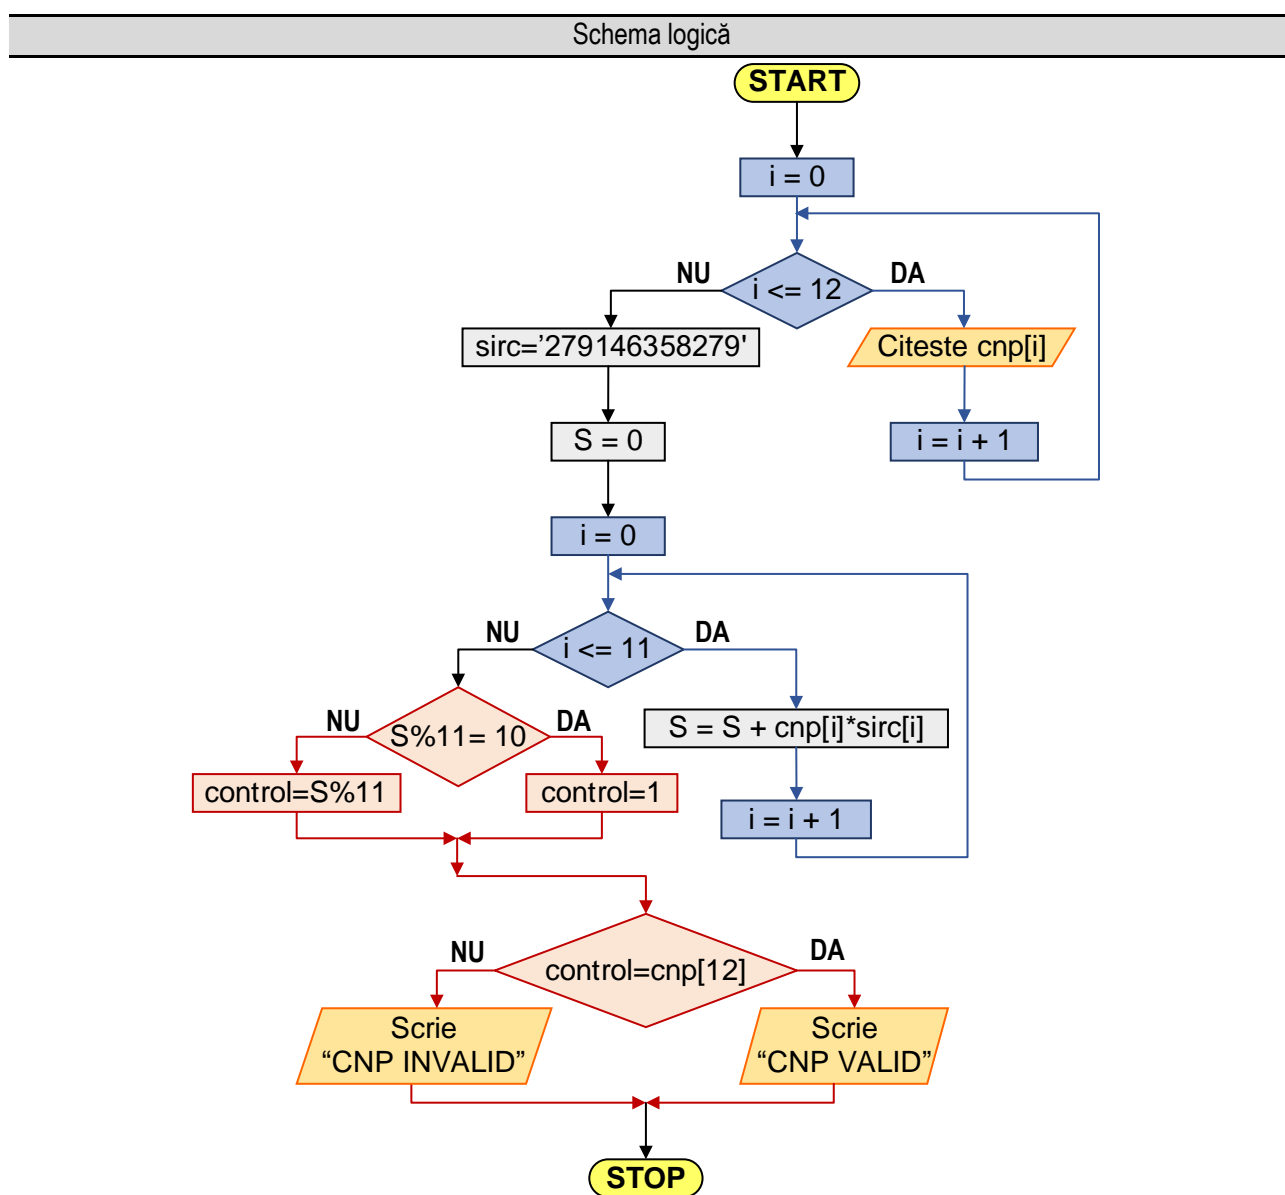 Schema logică
START
i = 0
NU
i <= 12
DA
sirc=’279146358279'
Citeste cnp[i]
S = 0
i = i + 1
i = 0
NU
i <= 11
DA
NU
S%11= 10
DA
S = S + cnp[i]*sirc[i]
control=S%11
control=1
i = i + 1
NU
control=cnp[12]
DA
Scrie
“CNP INVALID”
Scrie
“CNP VALID”
STOP